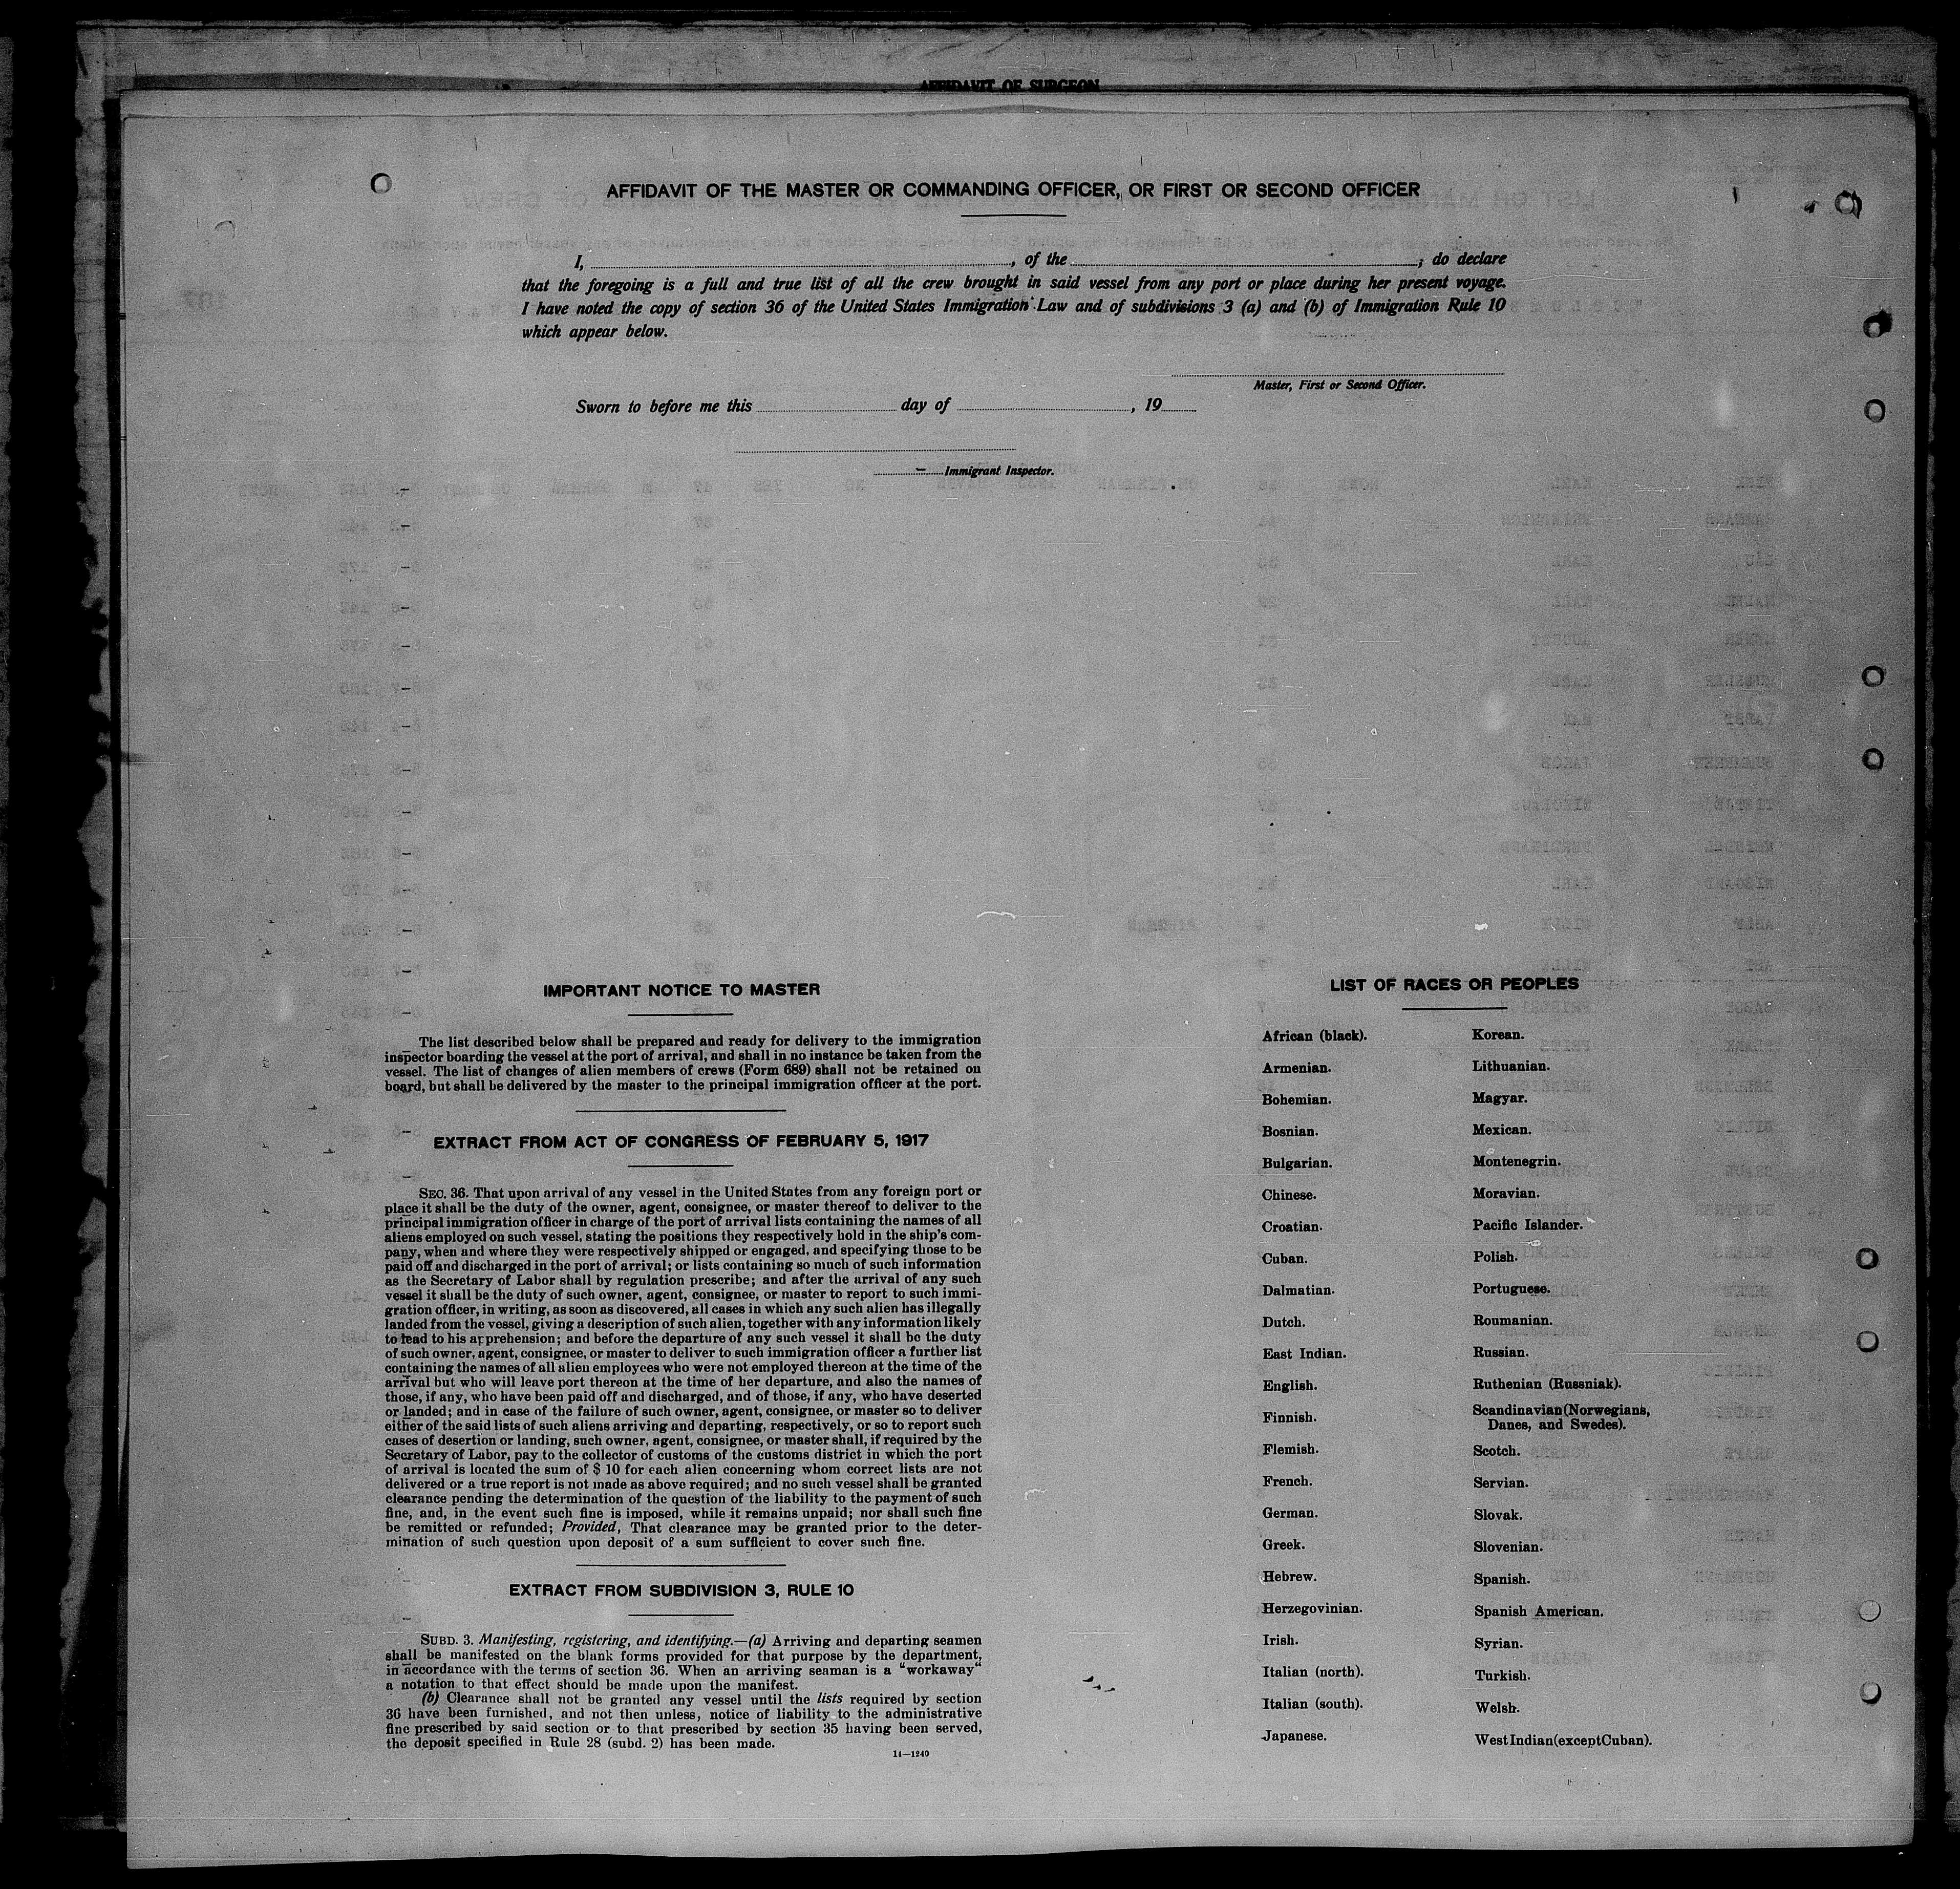 AFFIDAVIT OF SURGEON
AFFIDAVIT OF THE MASTER OR COMMANDING OFFICER, OR FIRST OR SECOND OFFICER
I, , of the , do declare
that the foregoing is a full and true list of all the crew brought in said vessel from any port or place during her present voyage.
I have noted the copy of section 36 of the United States Immigration Law and of subdivisions 3 (a) and (b) of Immigration Rule 10
which appear below.
Master, First or Second Officer.
Sworn to before me this day of , 19
Immigrant Inspector.
IMPORTANT NOTICE TO MASTER
The list described below shall be prepared and ready for delivery to the immigration
inspector boarding the vessel at the port of arrival, and shall in no instance be taken from the
vessel. The list of changes of alien members of crews (Form 689) shall not be retained on
board, but shall be delivered by the master to the principal immigration officer at the port.
EXTRACT FROM ACT OF CONGRESS OF FEBRUARY 5, 1917
SEC. 36. That upon arrival of any vessel in the United States from any foreign port or
place it shall be the duty of the owner, agent, consignee, or master thereof to deliver to the
principal immigration officer in charge of the port of arrival lists containing the names of all
aliens employed on such vessel, stating the positions they respectively hold in the ship's com-
pany, when and where they were respectively shipped or engaged, and specifying those to be
paid off and discharged in the port of arrival; or lists containing so much of such information
as the Secretary of Labor shall by regulation prescribe; and after the arrival of any such
vessel it shall be the duty of such owner, agent, consignee, or master to report to such immi-
gration officer, in writing, as soon as discovered, all cases in which any such alien has illegally
landed from the vessel, giving a description of such alien, together with any information likely
to lead to his apprehension; and before the departure of any such vessel it shall be the duty
of such owner, agent, consignee, or master to deliver to such immigration officer a further list
containing the names of all alien employees who were not employed thereon at the time of the
arrival but who will leave port thereon at the time of her departure, and also the names of
those, if any, who have been paid off and discharged, and of those, if any, who have deserted
or landed; and in case of the failure of such owner, agent, consignee, or master so to deliver
either of the said lists of such aliens arriving and departing, respectively, or so to report such
cases of desertion or landing, such owner, agent, consignee, or master shall, if required by the
Secretary of Labor, pay to the collector of customs of the customs district in which the port
of arrival is located the sum of $ 10 for each alien concerning whom correct lists are not
delivered or a true report is not made as above required; and no such vessel shall be granted
clearance pending the determination of the question of the liability to the payment of such
fine, and, in the event such fine is imposed, while it remains unpaid; nor shall such fine
be remitted or refunded; Provided, That clearance may be granted prior to the deter-
mination of such question upon deposit of a sum sufficient to cover such fine.
EXTRACT FROM SUBDIVISION 3, RULE 10
SUBD. 3. Manifesting, registering, and identifying.—(a) Arriving and departing seamen
shall be manifested on the blank forms provided for that purpose by the department,
in accordance with the terms of section 36. When an arriving seaman is a "workaway"
a notation to that effect should be made upon the manifest.
(b) Clearance shall not be granted any vessel until the lists required by section
36 have been furnished, and not then unless, notice of liability to the administrative
fine prescribed by said section or to that prescribed by section 35 having been served,
the deposit specified in Rule 28 (subd. 2) has been made.
14—1240
LIST OF RACES OR PEOPLES
African (black).
Armenian.
Bohemian.
Bosnian.
Bulgarian.
Chinese.
Croatian.
Cuban.
Dalmatian.
Dutch.
East Indian.
English.
Finnish.
Flemish.
French.
German.
Greek.
Hebrew.
Herzegovinian.
Irish.
Italian (north).
Italian (south).
Japanese.
Korean.
Lithuanian.
Magyar.
Mexican.
Montenegrin.
Moravian.
Pacific Islander.
Polish.
Portuguese.
Roumanian.
Russian.
Ruthenian (Russniak).
Scandinavian(Norwegians,
Danes, and Swedes).
Scotch.
Servian.
Slovak.
Slovenian.
Spanish.
Spanish American.
Syrian.
Turkish.
Welsh.
West Indian(except Cuban).